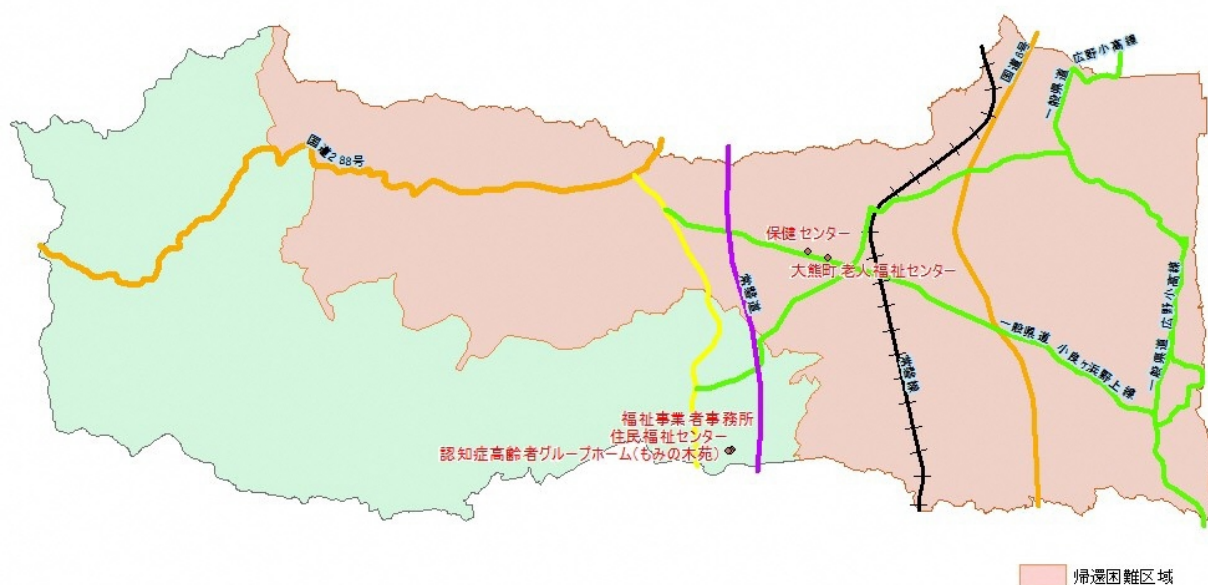 広野小高線
国道6号
一般県道
国道288号
保健センター
大熊町 老人福祉センター
常磐道
一般県道 広野小高線
一般県道 小良ヶ浜野上線
常磐線
福祉事業者事務所
住民福祉センター
認知症高齢者グループホーム(もみの木苑)
帰還困難区域